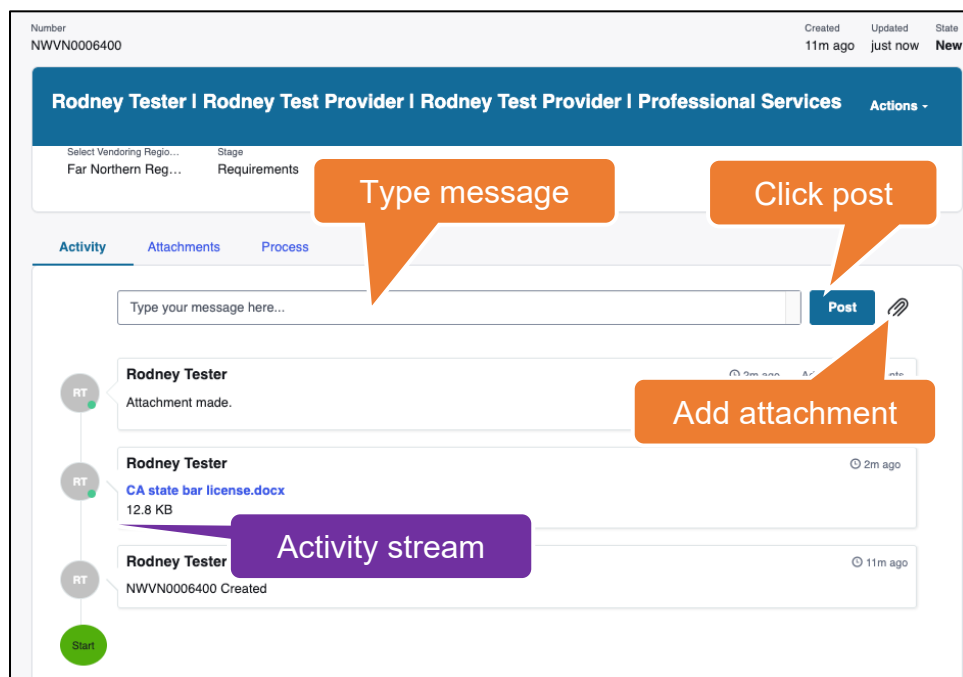 Number
NWVN0006400
Created Updated State
11m ago just now New
Rodney Tester | Rodney Test Provider | Rodney Test Provider | Professional Services
Actions
Select Vendoring Regio... Stage
Far Northern Reg... Requirements
Type message
Click post
Activity Attachments Process
Type your message here...
Post
RT
Rodney Tester
2m ago
Attachment made.
Add attachment
RT
Rodney Tester
2m ago
CA state bar license.docx
12.8 KB
Activity stream
RT
Rodney Tester
11m ago
NWVN0006400 Created
Start